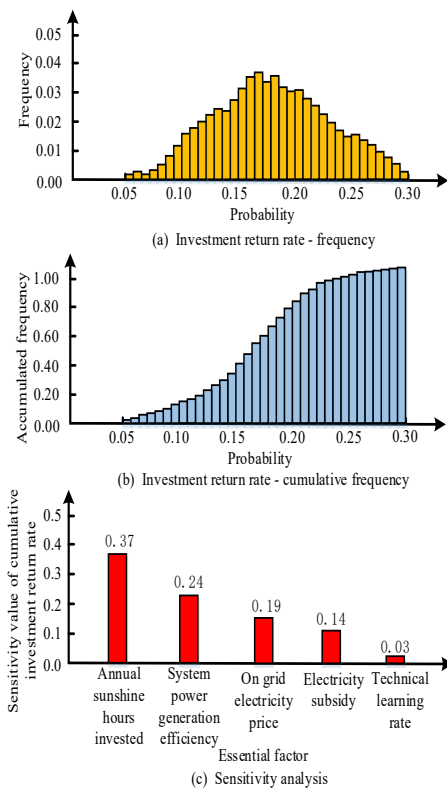 0.05
0.04
0.03
0.02
0.01
0.00
Frequency
0.05 0.10 0.15 0.20 0.25 0.30
Probability
(a) Investment return rate - frequency
1.00
0.80
0.60
0.40
0.20
0.00
Accumulated frequency
0.05 0.10 0.15 0.20 0.25 0.30
Probability
(b) Investment return rate - cumulative frequency
Sensitivity value of cumulative
investment return rate
0.5
0.4
0.3
0.2
0.1
0.0
0.37
0.24
0.19
0.14
0.03
Annual
sunshine
hours
invested
System
power
generation
efficiency
On grid
electricity
price
Electricity
subsidy
Technical
learning
rate
Essential factor
(c) Sensitivity analysis